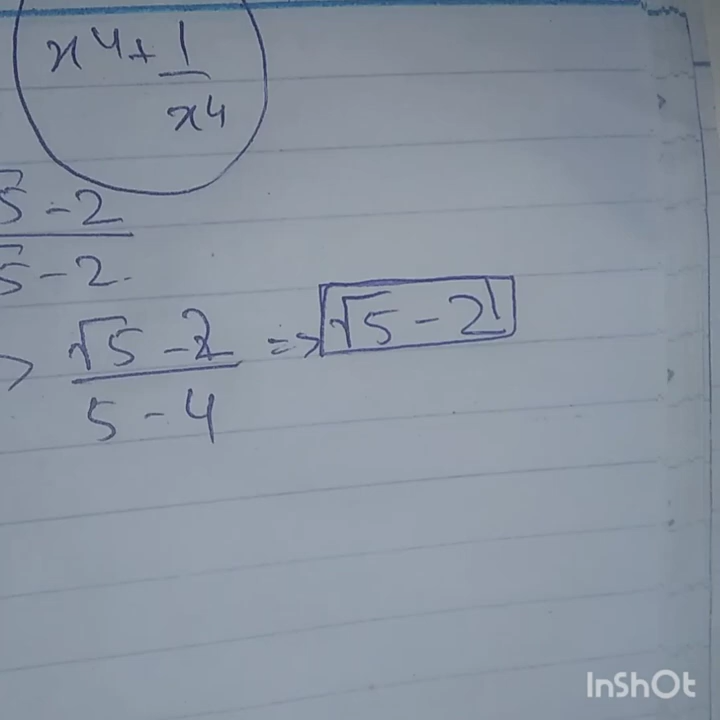 x⁴ + 1/x⁴
√5 - 2
√5 - 2
√5 - 2 / 5 - 4 => √5 - 2
InShOt